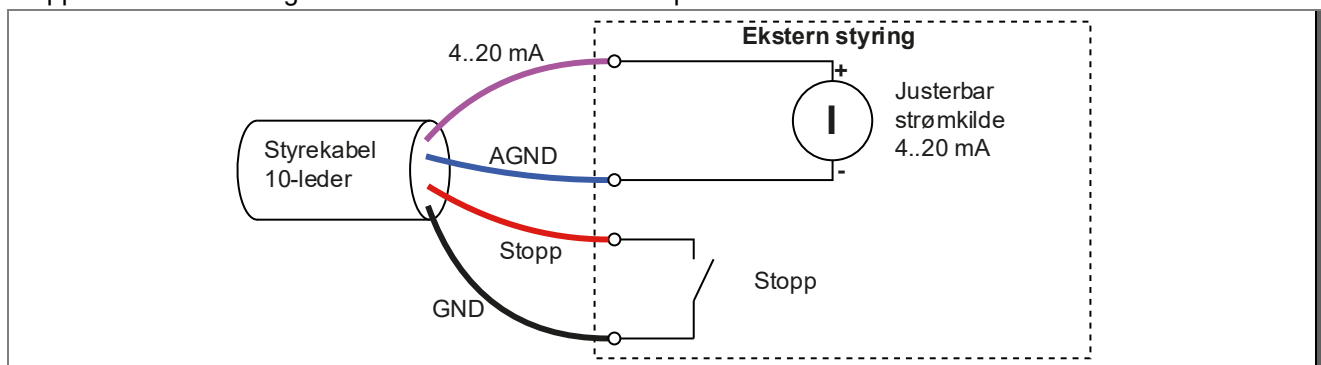 Ekstern styring
4..20 mA
+
Justerbar
strømkilde
4..20 mA
I
-
Styrekabel
10-leder
AGND
Stopp
Stopp
GND